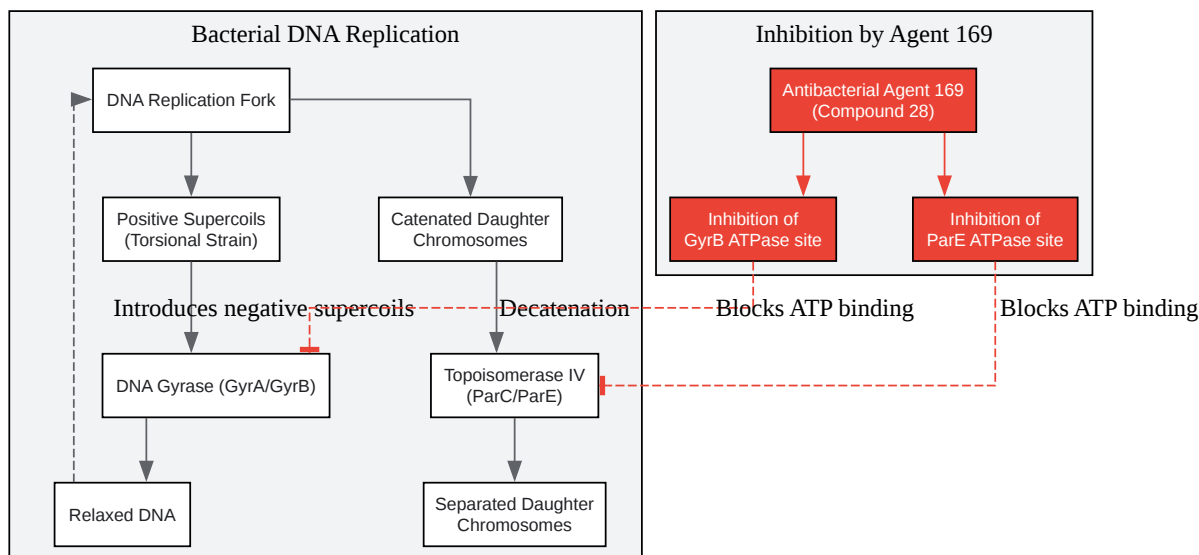 Bacterial DNA Replication
Inhibition by Agent 169
DNA Replication Fork
Antibacterial Agent 169
(Compound 28)
Positive Supercoils
(Torsional Strain)
Catenated Daughter
Chromosomes
Inhibition of
GyrB ATPase site
Inhibition of
ParE ATPase site
Introduces negative supercoils
Decatenation
Blocks ATP binding
Blocks ATP binding
DNA Gyrase (GyrA/GyrB)
Topoisomerase IV
(ParC/ParE)
Relaxed DNA
Separated Daughter
Chromosomes